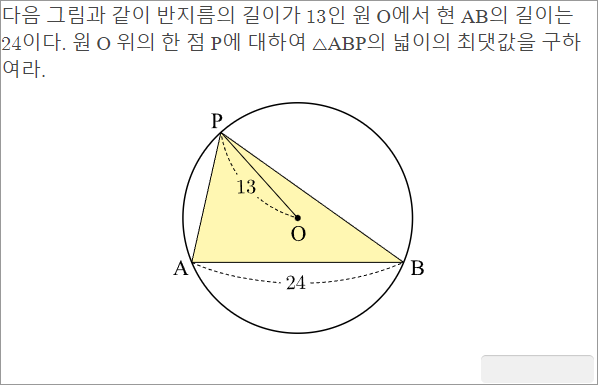 다음 그림과 같이 반지름의 길이가 13인 원 O에서 현 AB의 길이는
24이다. 원 O 위의 한 점 P에 대하여 △ABP의 넓이의 최댓값을 구하
여라.
P
13
O
A
B
24